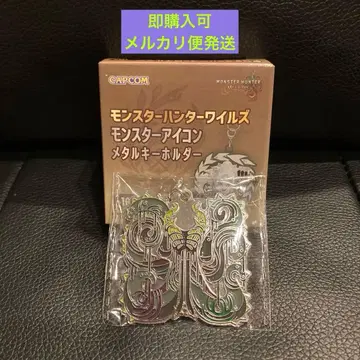 即購入可
メルカリ便発送
CAPCOM
MONSTER HUNTER
モンスターハンターワイルズ
モンスターアイコン
メタルキーホルダー